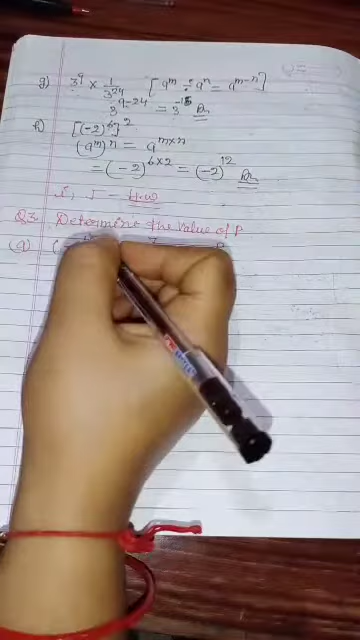 g) 3⁹ × 1/3²⁴ [aᵐ ÷ aⁿ = aᵐ⁻ⁿ]
3⁹⁻²⁴ = 3⁻¹⁵ Ans
h) [(-2)⁶]²
(aᵐ)ⁿ = aᵐˣⁿ
= (-2)⁶ˣ² = (-2)¹² Ans
i, j - H.W
Q3. Determine the value of P
(a) (